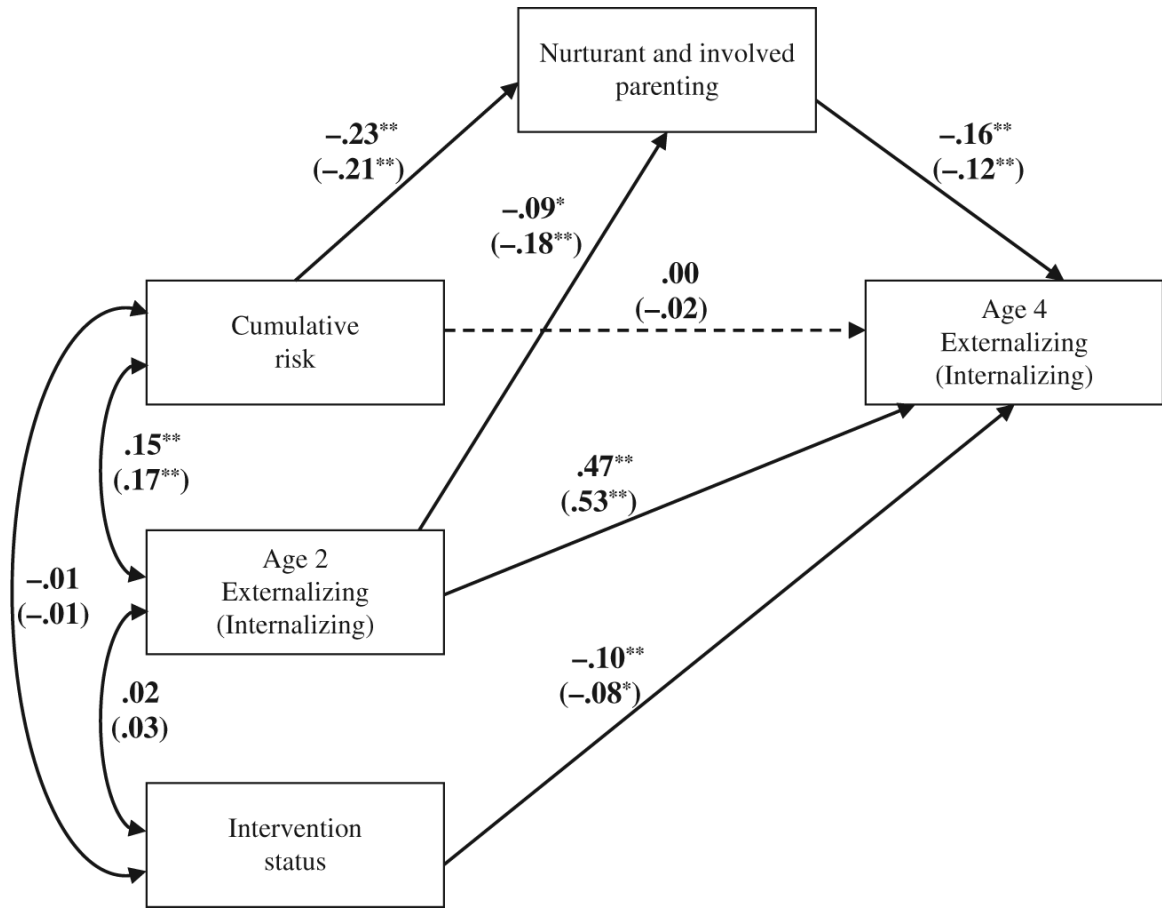 Nurturant and involved
parenting
–.23**
(–.21**)
–.16**
(–.12**)
–.09*
(–.18**)
.00
(–.02)
Cumulative
risk
Age 4
Externalizing
(Internalizing)
.15**
(.17**)
.47**
(.53**)
Age 2
Externalizing
(Internalizing)
–.01
(–.01)
–.10**
(–.08*)
.02
(.03)
Intervention
status